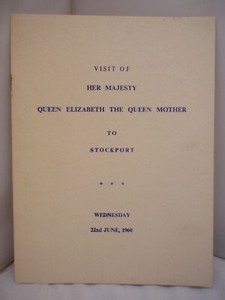 VISIT OF
HER MAJESTY
QUEEN ELIZABETH THE QUEEN MOTHER
TO
STOCKPORT
* * *
WEDNESDAY
22nd JUNE, 1960